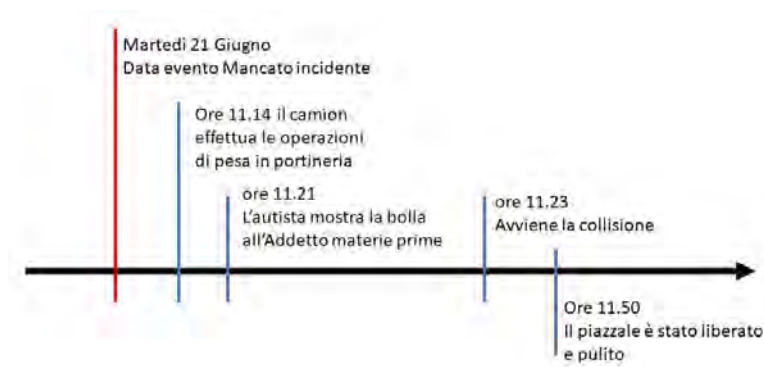 Martedì 21 Giugno
Data evento Mancato incidente
Ore 11.14 il camion
effettua le operazioni
di pesa in portineria
ore 11.21
L'autista mostra la bolla
all'Addetto materie prime
ore 11.23
Avviene la collisione
Ore 11.50
Il piazzale è stato liberato
e pulito